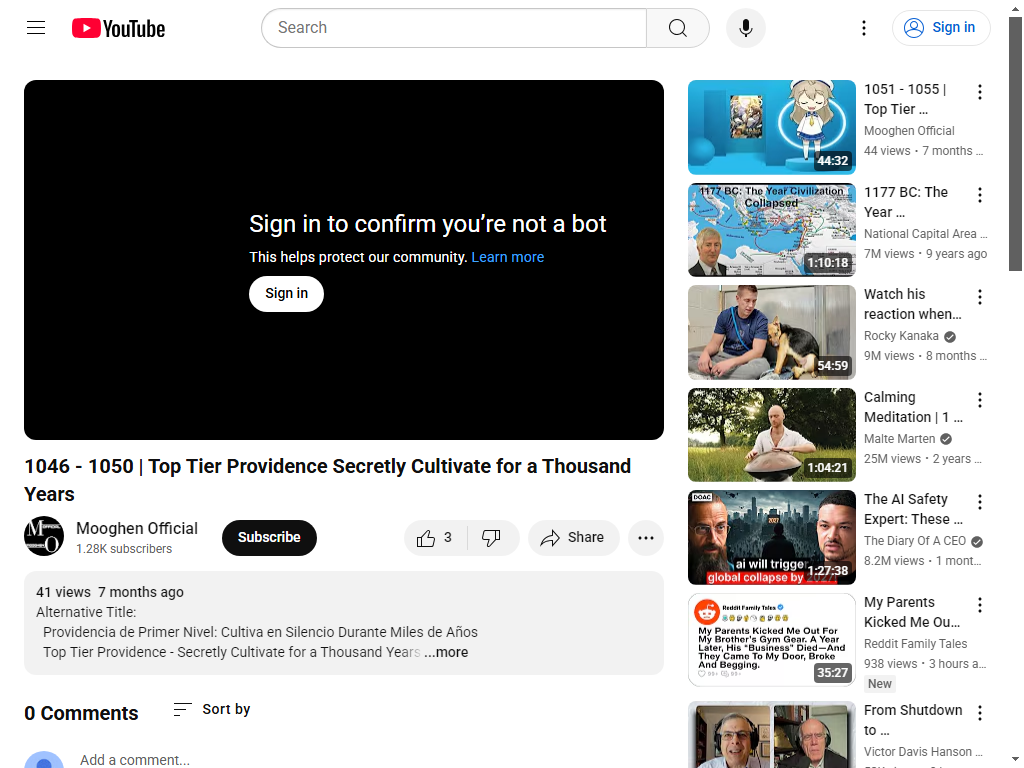 YouTube
Search
Sign in
Sign in to confirm you're not a bot
This helps protect our community. Learn more
Sign in
1046 - 1050 | Top Tier Providence Secretly Cultivate for a Thousand
Years
Mooghen Official
1.28K subscribers
Subscribe
3
Share
41 views 7 months ago
Alternative Title:
Providencia de Primer Nivel: Cultiva en Silencio Durante Miles de Años
Top Tier Providence - Secretly Cultivate for a Thousand Years ...more
0 Comments
Sort by
Add a comment...
44:32
1051 - 1055 |
Top Tier ...
Mooghen Official
44 views • 7 months ...
1177 BC: The Year Civilization
Collapsed
1:10:18
1177 BC: The
Year ...
National Capital Area ...
7M views • 9 years ago
54:59
Watch his
reaction when...
Rocky Kanaka
9M views • 8 months ...
1:04:21
Calming
Meditation | 1 ...
Malte Marten
25M views • 2 years ...
DOAC
2027
ai will trigger
global collapse by 2027!
1:27:38
The AI Safety
Expert: These ...
The Diary Of A CEO
8.2M views • 1 mont...
Reddit Family Tales
My Parents Kicked Me Out For
My Brother's Gym Gear. A Year
Later, His "Business" Died—And
They Came To My Door, Broke
And Begging.
99+ 99+
35:27
My Parents
Kicked Me Ou...
Reddit Family Tales
938 views • 3 hours a...
New
From Shutdown
to ...
Victor Davis Hanson ...